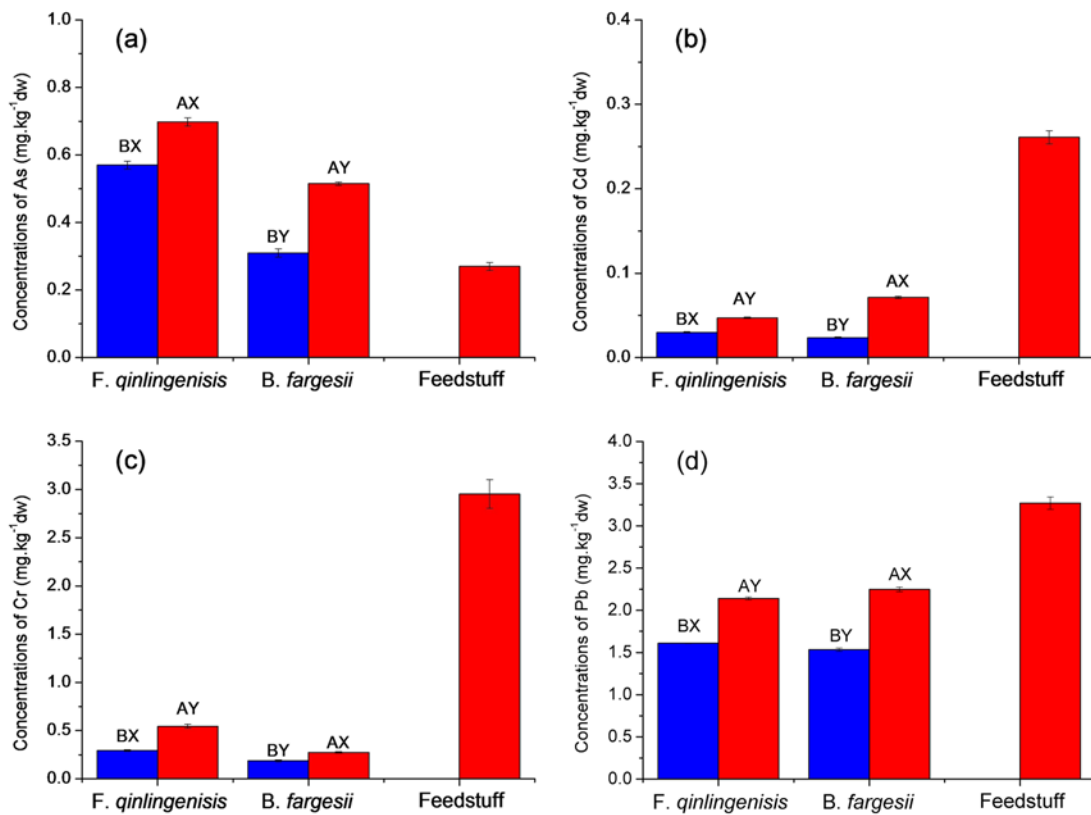 (a)
Concentrations of As (mg.kg⁻¹dw)
1.0
0.8
0.6
0.4
0.2
0.0
BX
AX
BY
AY
F. qinlingenisis
B. fargesii
Feedstuff
(b)
Concentrations of Cd (mg.kg⁻¹dw)
0.4
0.3
0.2
0.1
0.0
BX
AY
BY
AX
F. qinlingenisis
B. fargesii
Feedstuff
(c)
Concentrations of Cr (mg.kg⁻¹dw)
3.5
3.0
2.5
2.0
1.5
1.0
0.5
0.0
BX
AY
BY
AX
F. qinlingenisis
B. fargesii
Feedstuff
(d)
Concentrations of Pb (mg.kg⁻¹dw)
4.0
3.5
3.0
2.5
2.0
1.5
1.0
0.5
0.0
BX
AY
BY
AX
F. qinlingenisis
B. fargesii
Feedstuff